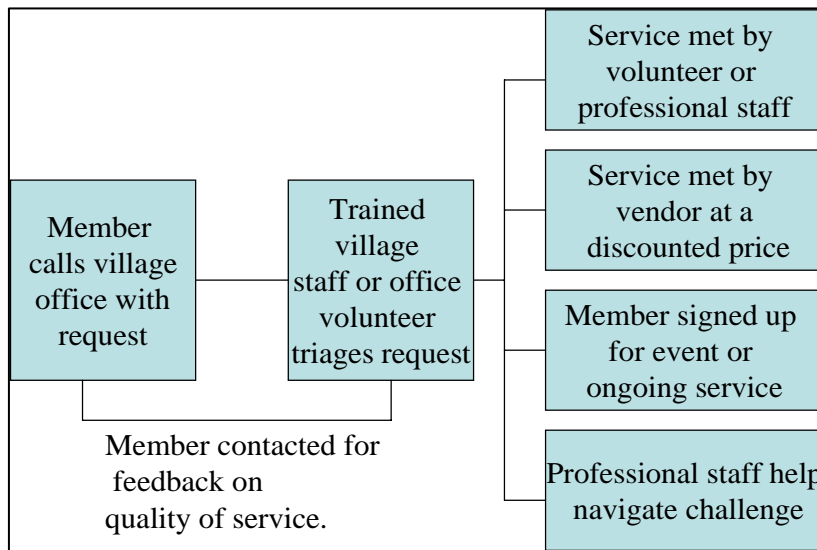 Member
calls village
office with
request
Trained
village
staff or office
volunteer
triages request
Service met by
volunteer or
professional staff
Service met by
vendor at a
discounted price
Member signed up
for event or
ongoing service
Professional staff help
navigate challenge
Member contacted for
feedback on
quality of service.